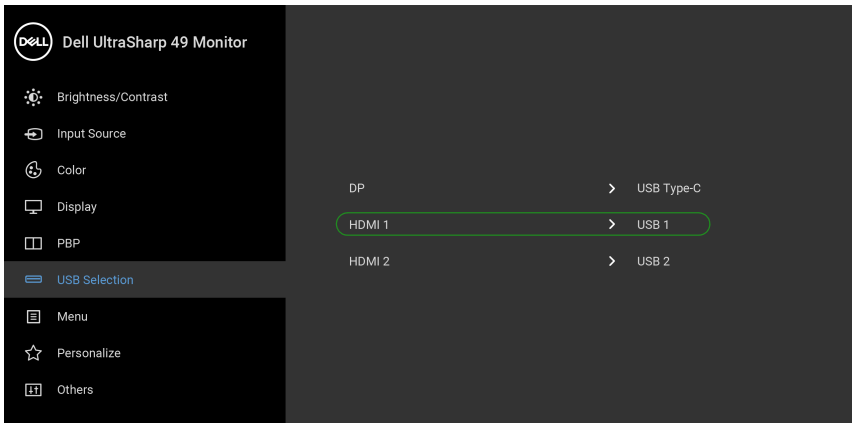 DELL
Dell UltraSharp 49 Monitor
Brightness/Contrast
Input Source
Color
Display
PBP
USB Selection
Menu
Personalize
Others
DP > USB Type-C
HDMI 1 > USB 1
HDMI 2 > USB 2